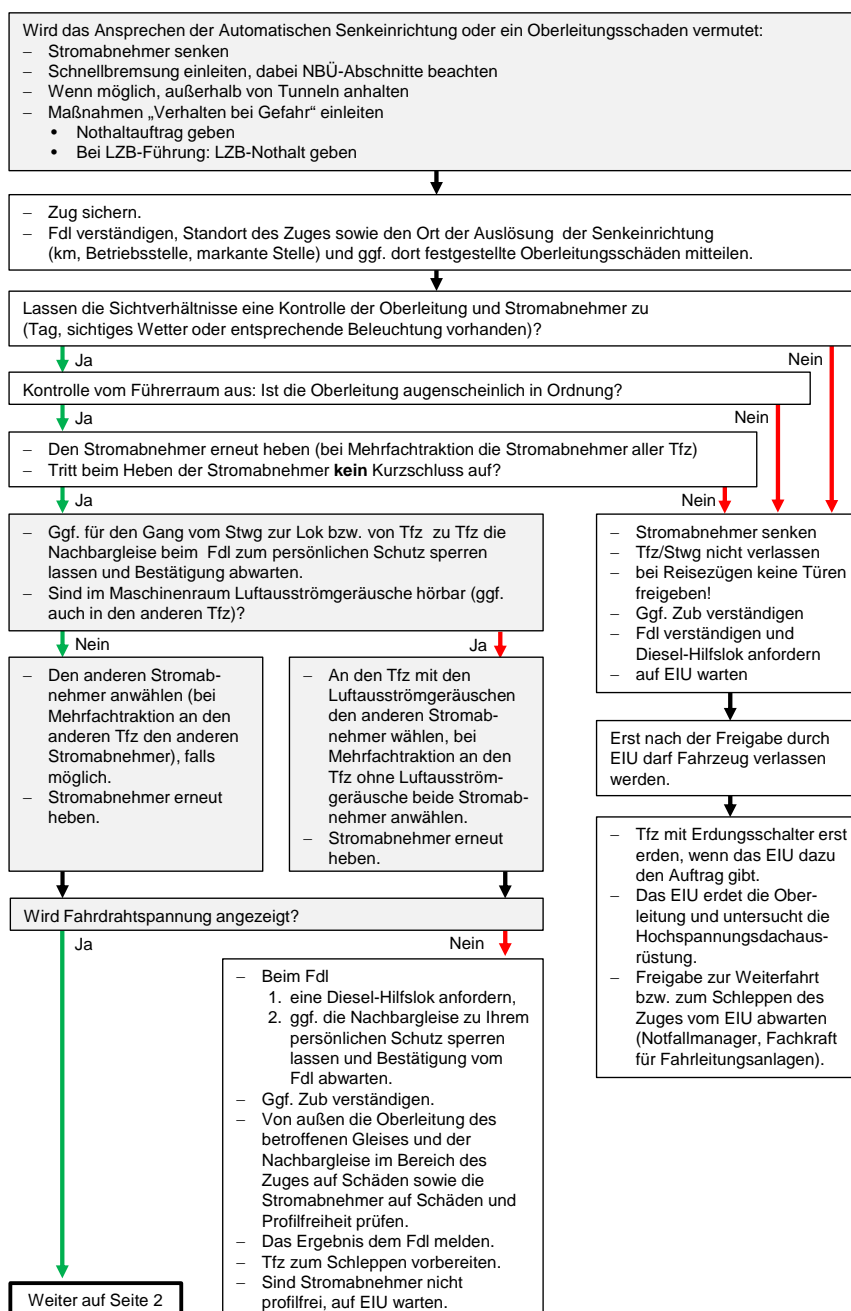 Wird das Ansprechen der Automatischen Senkeinrichtung oder ein Oberleitungsschaden vermutet:
– Stromabnehmer senken
– Schnellbremsung einleiten, dabei NBÜ-Abschnitte beachten
– Wenn möglich, außerhalb von Tunneln anhalten
– Maßnahmen „Verhalten bei Gefahr“ einleiten
• Nothaltauftrag geben
• Bei LZB-Führung: LZB-Nothalt geben
– Zug sichern.
– Fdl verständigen, Standort des Zuges sowie den Ort der Auslösung der Senkeinrichtung
(km, Betriebsstelle, markante Stelle) und ggf. dort festgestellte Oberleitungsschäden mitteilen.
Lassen die Sichtverhältnisse eine Kontrolle der Oberleitung und Stromabnehmer zu
(Tag, sichtiges Wetter oder entsprechende Beleuchtung vorhanden)?
Ja
Nein
Kontrolle vom Führerraum aus: Ist die Oberleitung augenscheinlich in Ordnung?
Ja
Nein
– Den Stromabnehmer erneut heben (bei Mehrfachtraktion die Stromabnehmer aller Tfz)
– Tritt beim Heben der Stromabnehmer kein Kurzschluss auf?
Ja
Nein
– Ggf. für den Gang vom Stwg zur Lok bzw. von Tfz zu Tfz die
Nachbargleise beim Fdl zum persönlichen Schutz sperren
lassen und Bestätigung abwarten.
– Sind im Maschinenraum Luftausströmgeräusche hörbar (ggf.
auch in den anderen Tfz)?
Nein
Ja
– Den anderen Stromab-
nehmer anwählen (bei
Mehrfachtraktion an den
anderen Tfz den anderen
Stromabnehmer), falls
möglich.
– Stromabnehmer erneut
heben.
– An den Tfz mit den
Luftausströmgeräuschen
den anderen Stromab-
nehmer wählen, bei
Mehrfachtraktion an den
Tfz ohne Luftausström-
geräusche beide Stromab-
nehmer anwählen.
– Stromabnehmer erneut
heben.
– Stromabnehmer senken
– Tfz/Stwg nicht verlassen
– bei Reisezügen keine Türen
freigeben!
– Ggf. Zub verständigen
– Fdl verständigen und
Diesel-Hilfslok anfordern
– auf EIU warten
Erst nach der Freigabe durch
EIU darf Fahrzeug verlassen
werden.
– Tfz mit Erdungsschalter erst
erden, wenn das EIU dazu
den Auftrag gibt.
– Das EIU erdet die Ober-
leitung und untersucht die
Hochspannungsdachaus-
rüstung.
– Freigabe zur Weiterfahrt
bzw. zum Schleppen des
Zuges vom EIU abwarten
(Notfallmanager, Fachkraft
für Fahrleitungsanlagen).
Wird Fahrdrahtspannung angezeigt?
Ja
Nein
– Beim Fdl
1. eine Diesel-Hilfslok anfordern,
2. ggf. die Nachbargleise zu Ihrem
persönlichen Schutz sperren
lassen und Bestätigung vom
Fdl abwarten.
– Ggf. Zub verständigen.
– Von außen die Oberleitung des
betroffenen Gleises und der
Nachbargleise im Bereich des
Zuges auf Schäden sowie die
Stromabnehmer auf Schäden und
Profilfreiheit prüfen.
– Das Ergebnis dem Fdl melden.
– Tfz zum Schleppen vorbereiten.
– Sind Stromabnehmer nicht
profilfrei, auf EIU warten.
Weiter auf Seite 2